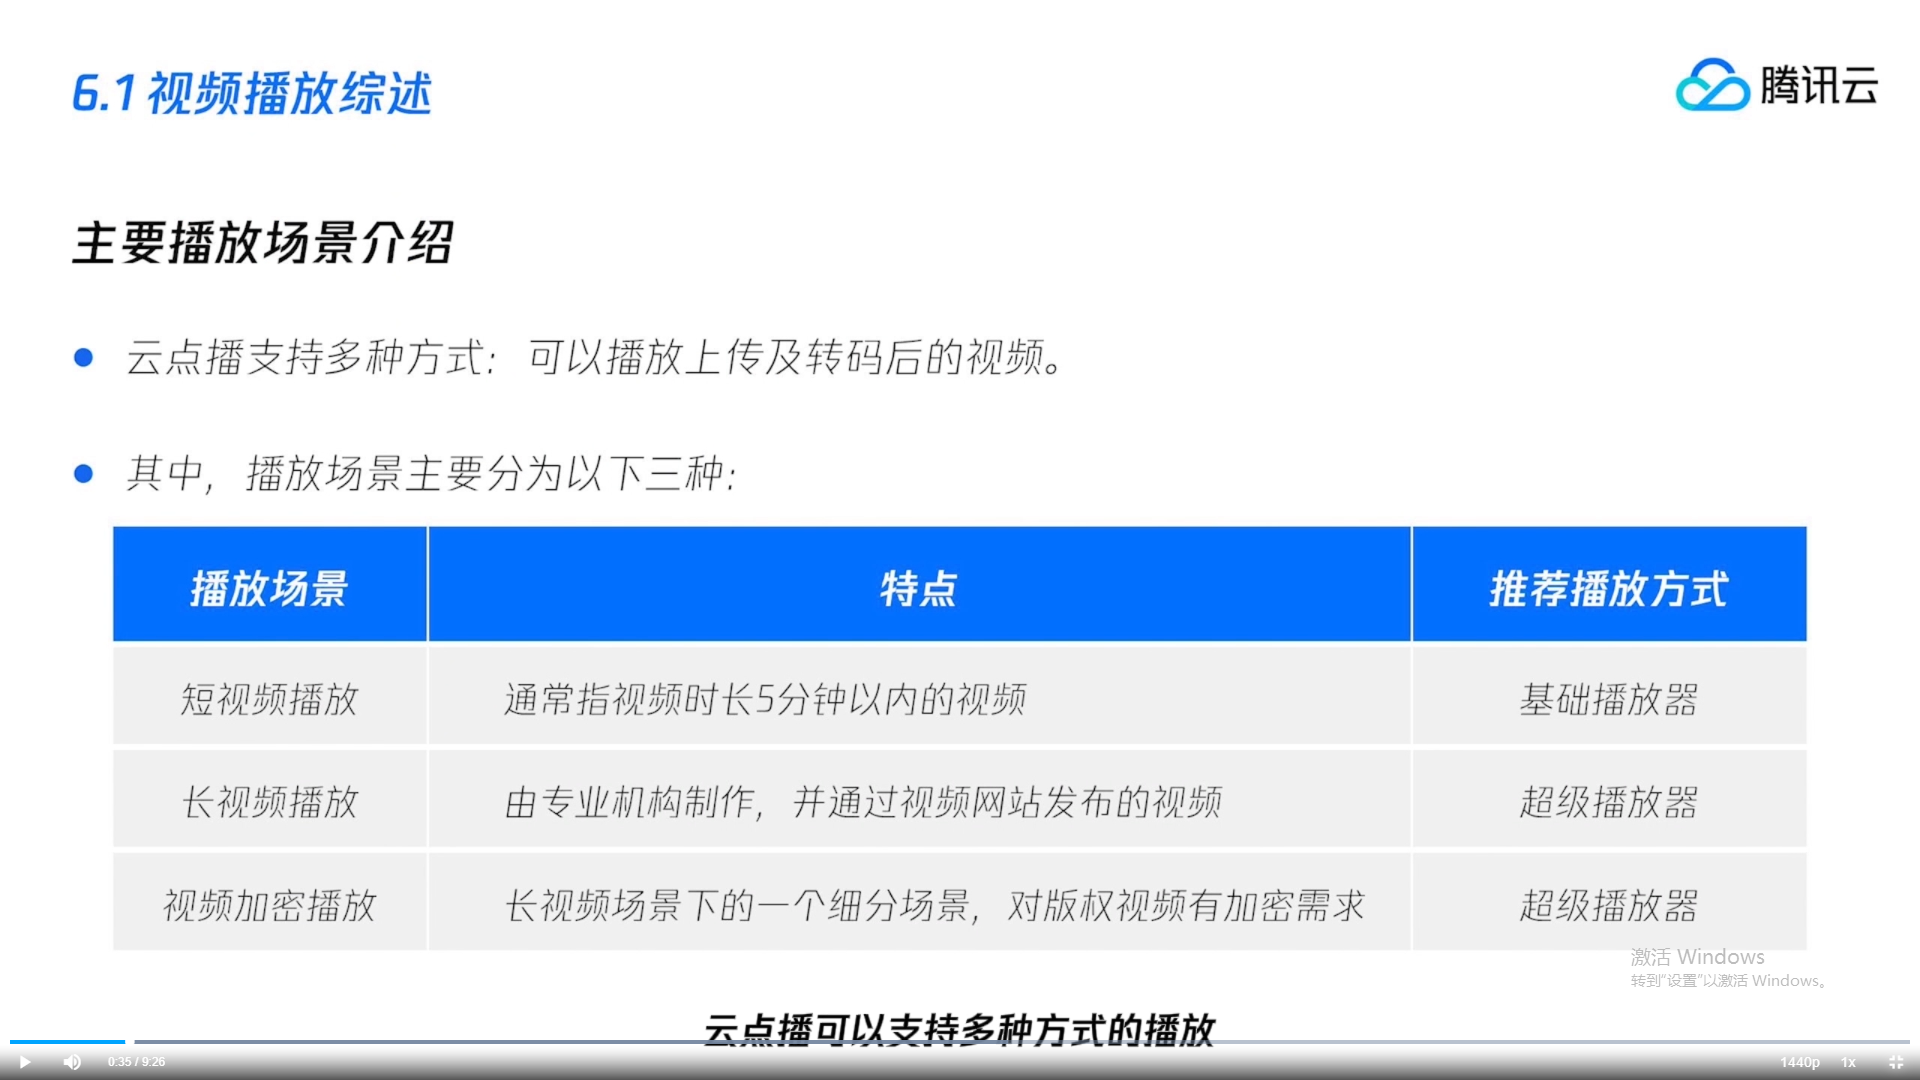 6.1 视频播放综述
腾讯云
主要播放场景介绍
云点播支持多种方式：可以播放上传及转码后的视频。
其中，播放场景主要分为以下三种：
播放场景 特点 推荐播放方式
短视频播放 通常指视频时长5分钟以内的视频 基础播放器
长视频播放 由专业机构制作，并通过视频网站发布的视频 超级播放器
视频加密播放 长视频场景下的一个细分场景，对版权视频有加密需求 超级播放器
激活 Windows
转到“设置”以激活 Windows。
云点播可以支持多种方式的播放
0:35 / 9:26 1440p 1x